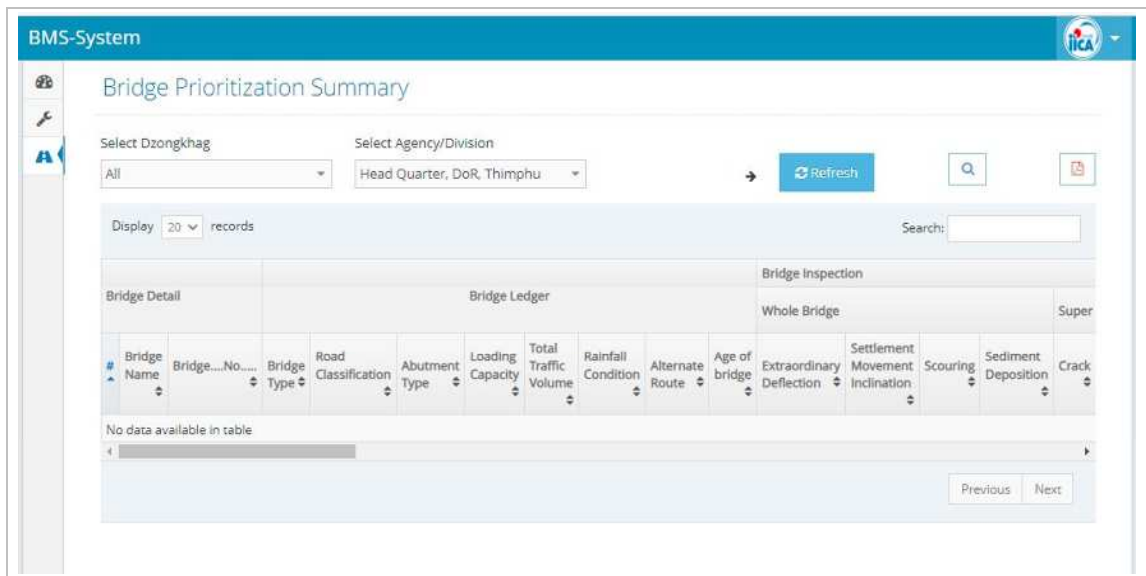 BMS-System
jica
Bridge Prioritization Summary
Select Dzongkhag
Select Agency/Division
All
Head Quarter, DoR, Thimphu
Refresh
Display 20 records
Search:
Bridge Inspection
Bridge Detail
Bridge Ledger
Whole Bridge
Super
#
Bridge
Name
Bridge....No.....
Bridge
Type
Road
Classification
Abutment
Type
Loading
Capacity
Total
Traffic
Volume
Rainfall
Condition
Alternate
Route
Age of
bridge
Extraordinary
Deflection
Settlement
Movement
Inclination
Scouring
Sediment
Deposition
Crack
No data available in table
Previous
Next